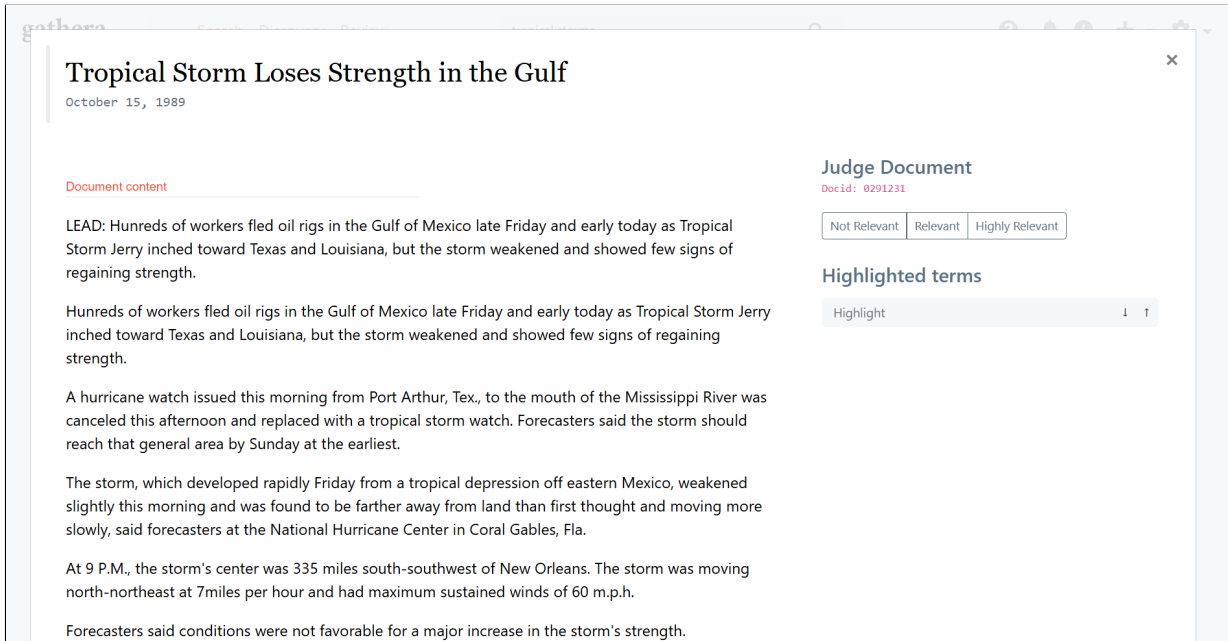 gathera
Search Discovery Review
tropical storms
Tropical Storm Loses Strength in the Gulf
×
October 15, 1989
Document content
LEAD: Hunreds of workers fled oil rigs in the Gulf of Mexico late Friday and early today as Tropical
Storm Jerry inched toward Texas and Louisiana, but the storm weakened and showed few signs of
regaining strength.
Hunreds of workers fled oil rigs in the Gulf of Mexico late Friday and early today as Tropical Storm Jerry
inched toward Texas and Louisiana, but the storm weakened and showed few signs of regaining
strength.
A hurricane watch issued this morning from Port Arthur, Tex., to the mouth of the Mississippi River was
canceled this afternoon and replaced with a tropical storm watch. Forecasters said the storm should
reach that general area by Sunday at the earliest.
The storm, which developed rapidly Friday from a tropical depression off eastern Mexico, weakened
slightly this morning and was found to be farther away from land than first thought and moving more
slowly, said forecasters at the National Hurricane Center in Coral Gables, Fla.
At 9 P.M., the storm's center was 335 miles south-southwest of New Orleans. The storm was moving
north-northeast at 7miles per hour and had maximum sustained winds of 60 m.p.h.
Forecasters said conditions were not favorable for a major increase in the storm's strength.
Judge Document
Docid: 0291231
Not Relevant Relevant Highly Relevant
Highlighted terms
Highlight ↓ ↑